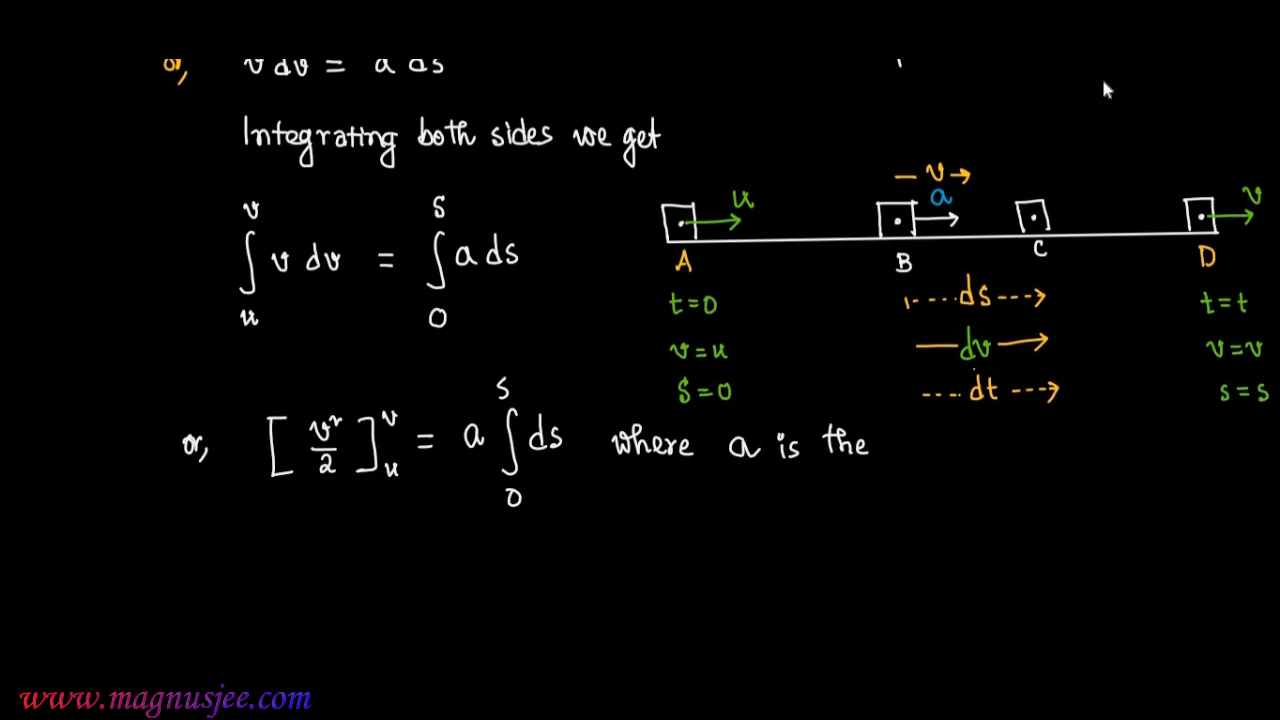 or, v dv = a ds
Integrating both sides we get
∫ᵤᵛ v dv = ∫₀ˢ a ds
or, [v²/2]ᵤᵛ = a ∫₀ˢ ds where a is the
v
u a v
A B C D
t=0 ds t=t
v=u dv v=v
S=0 dt s=s
www.magnusjee.com